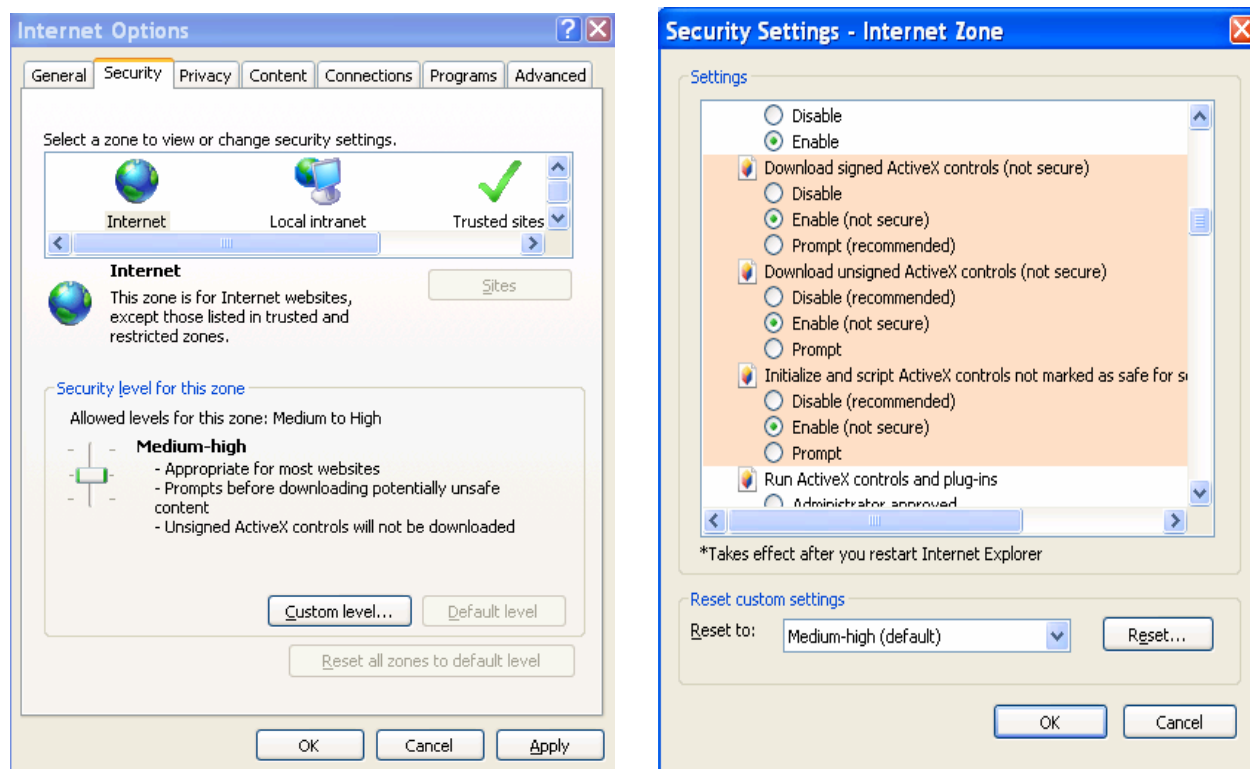 Internet Options
General Security Privacy Content Connections Programs Advanced
Select a zone to view or change security settings.
Internet Local intranet Trusted sites
Internet
Sites
This zone is for Internet websites,
except those listed in trusted and
restricted zones.
Security level for this zone
Allowed levels for this zone: Medium to High
Medium-high
- Appropriate for most websites
- Prompts before downloading potentially unsafe
content
- Unsigned ActiveX controls will not be downloaded
Custom level... Default level
Reset all zones to default level
OK Cancel Apply
Security Settings - Internet Zone
Settings
Disable
Enable
Download signed ActiveX controls (not secure)
Disable
Enable (not secure)
Prompt (recommended)
Download unsigned ActiveX controls (not secure)
Disable (recommended)
Enable (not secure)
Prompt
Initialize and script ActiveX controls not marked as safe for
Disable (recommended)
Enable (not secure)
Prompt
Run ActiveX controls and plug-ins
Administrator approved
*Takes effect after you restart Internet Explorer
Reset custom settings
Reset to: Medium-high (default) Reset...
OK Cancel